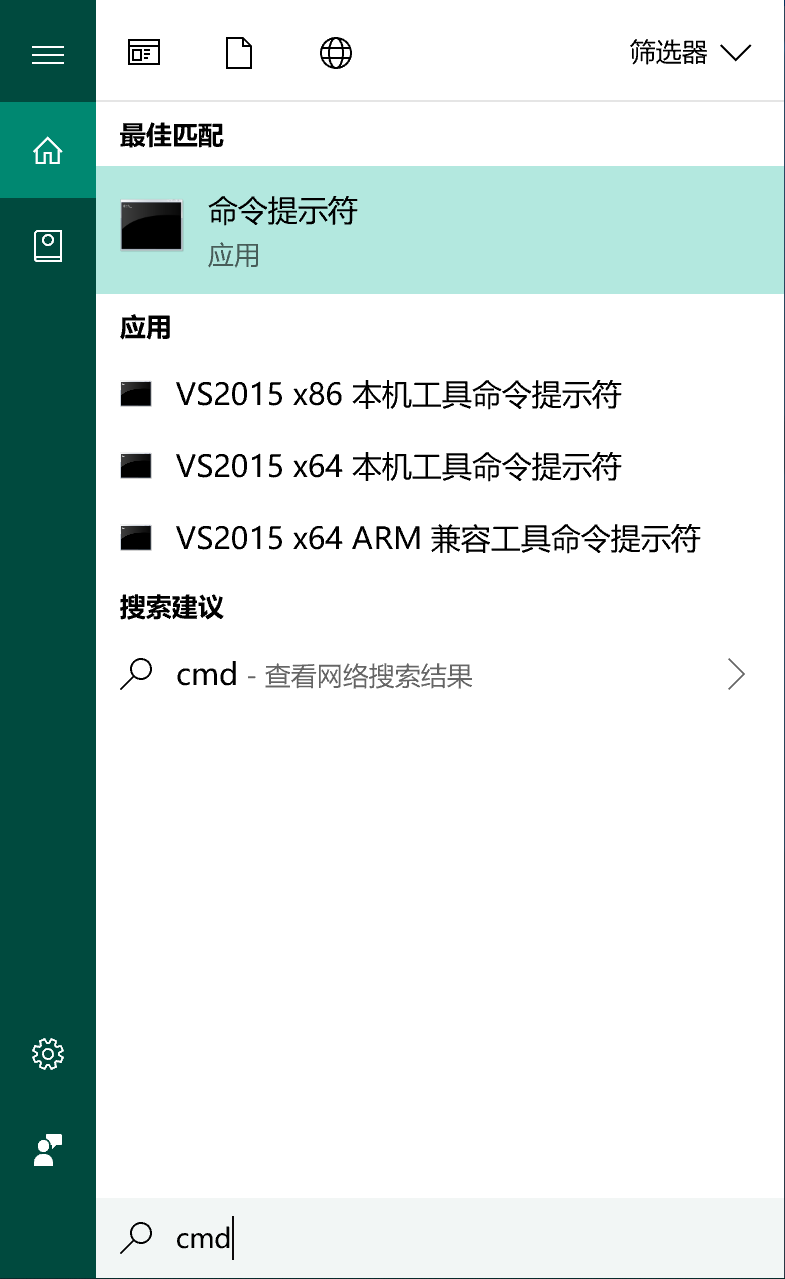 筛选器
最佳匹配
命令提示符
应用
应用
VS2015 x86 本机工具命令提示符
VS2015 x64 本机工具命令提示符
VS2015 x64 ARM 兼容工具命令提示符
搜索建议
cmd - 查看网络搜索结果
cmd